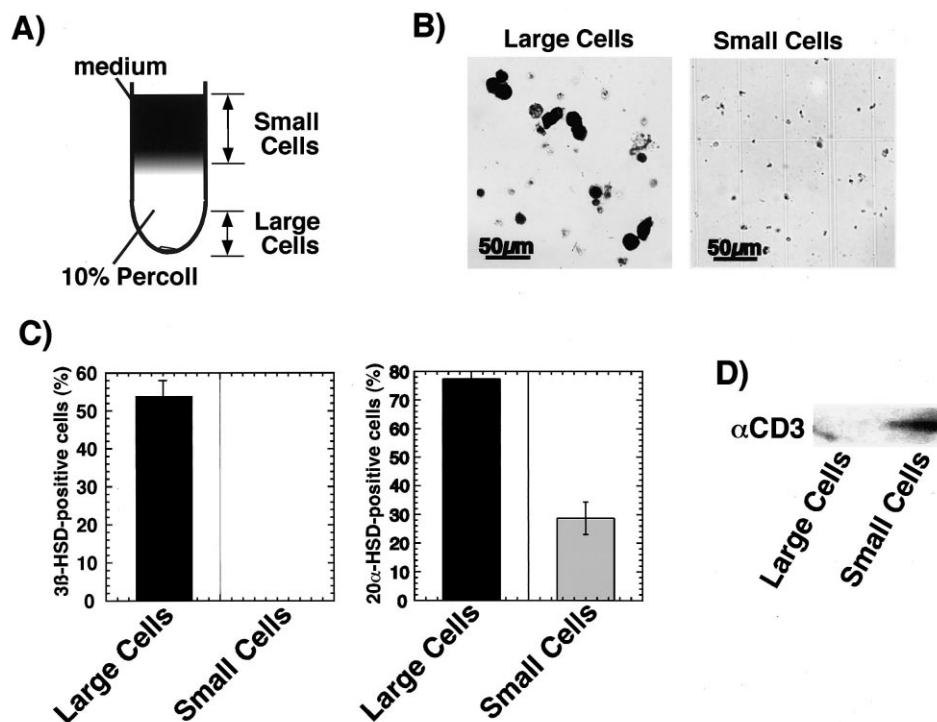 A)
medium
Small
Cells
Large
Cells
10% Percoll
B)
Large Cells
Small Cells
50µm
50µm
C)
3ß-HSD-positive cells (%)
60
50
40
30
20
10
0
Large Cells
Small Cells
20α-HSD-positive cells (%)
80
70
60
50
40
30
20
10
0
Large Cells
Small Cells
D)
αCD3
Large Cells
Small Cells